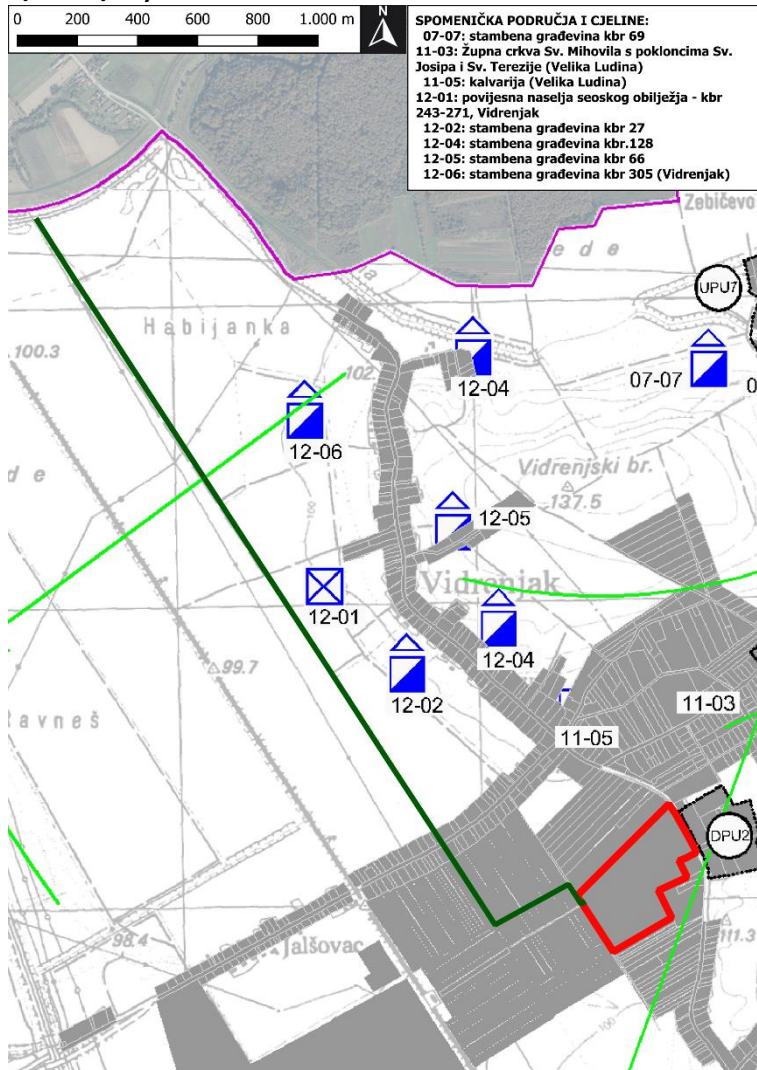 0 200 400 600 800 1.000 m
N
SPOMENIČKA PODRUČJA I CJELINE:
07-07: stambena građevina kbr 69
11-03: Župna crkva Sv. Mihovila s pokloncima Sv.
Josipa i Sv. Terezije (Velika Ludina)
11-05: kalvarija (Velika Ludina)
12-01: povijesna naselja seoskog obilježja - kbr
243-271, Vidrenjak
12-02: stambena građevina kbr 27
12-04: stambena građevina kbr.128
12-05: stambena građevina kbr 66
12-06: stambena građevina kbr 305 (Vidrenjak)
Zebičevo
ede
UPU7
Habijanka
100.3
102.
12-04
07-07
0
12-06
de
Vidrenjski br.
137.5
12-05
Vidrenjak
12-01
12-04
99.7
12-02
11-03
avneš
11-05
DPU2
98.4
Jalšovac
111.3
100